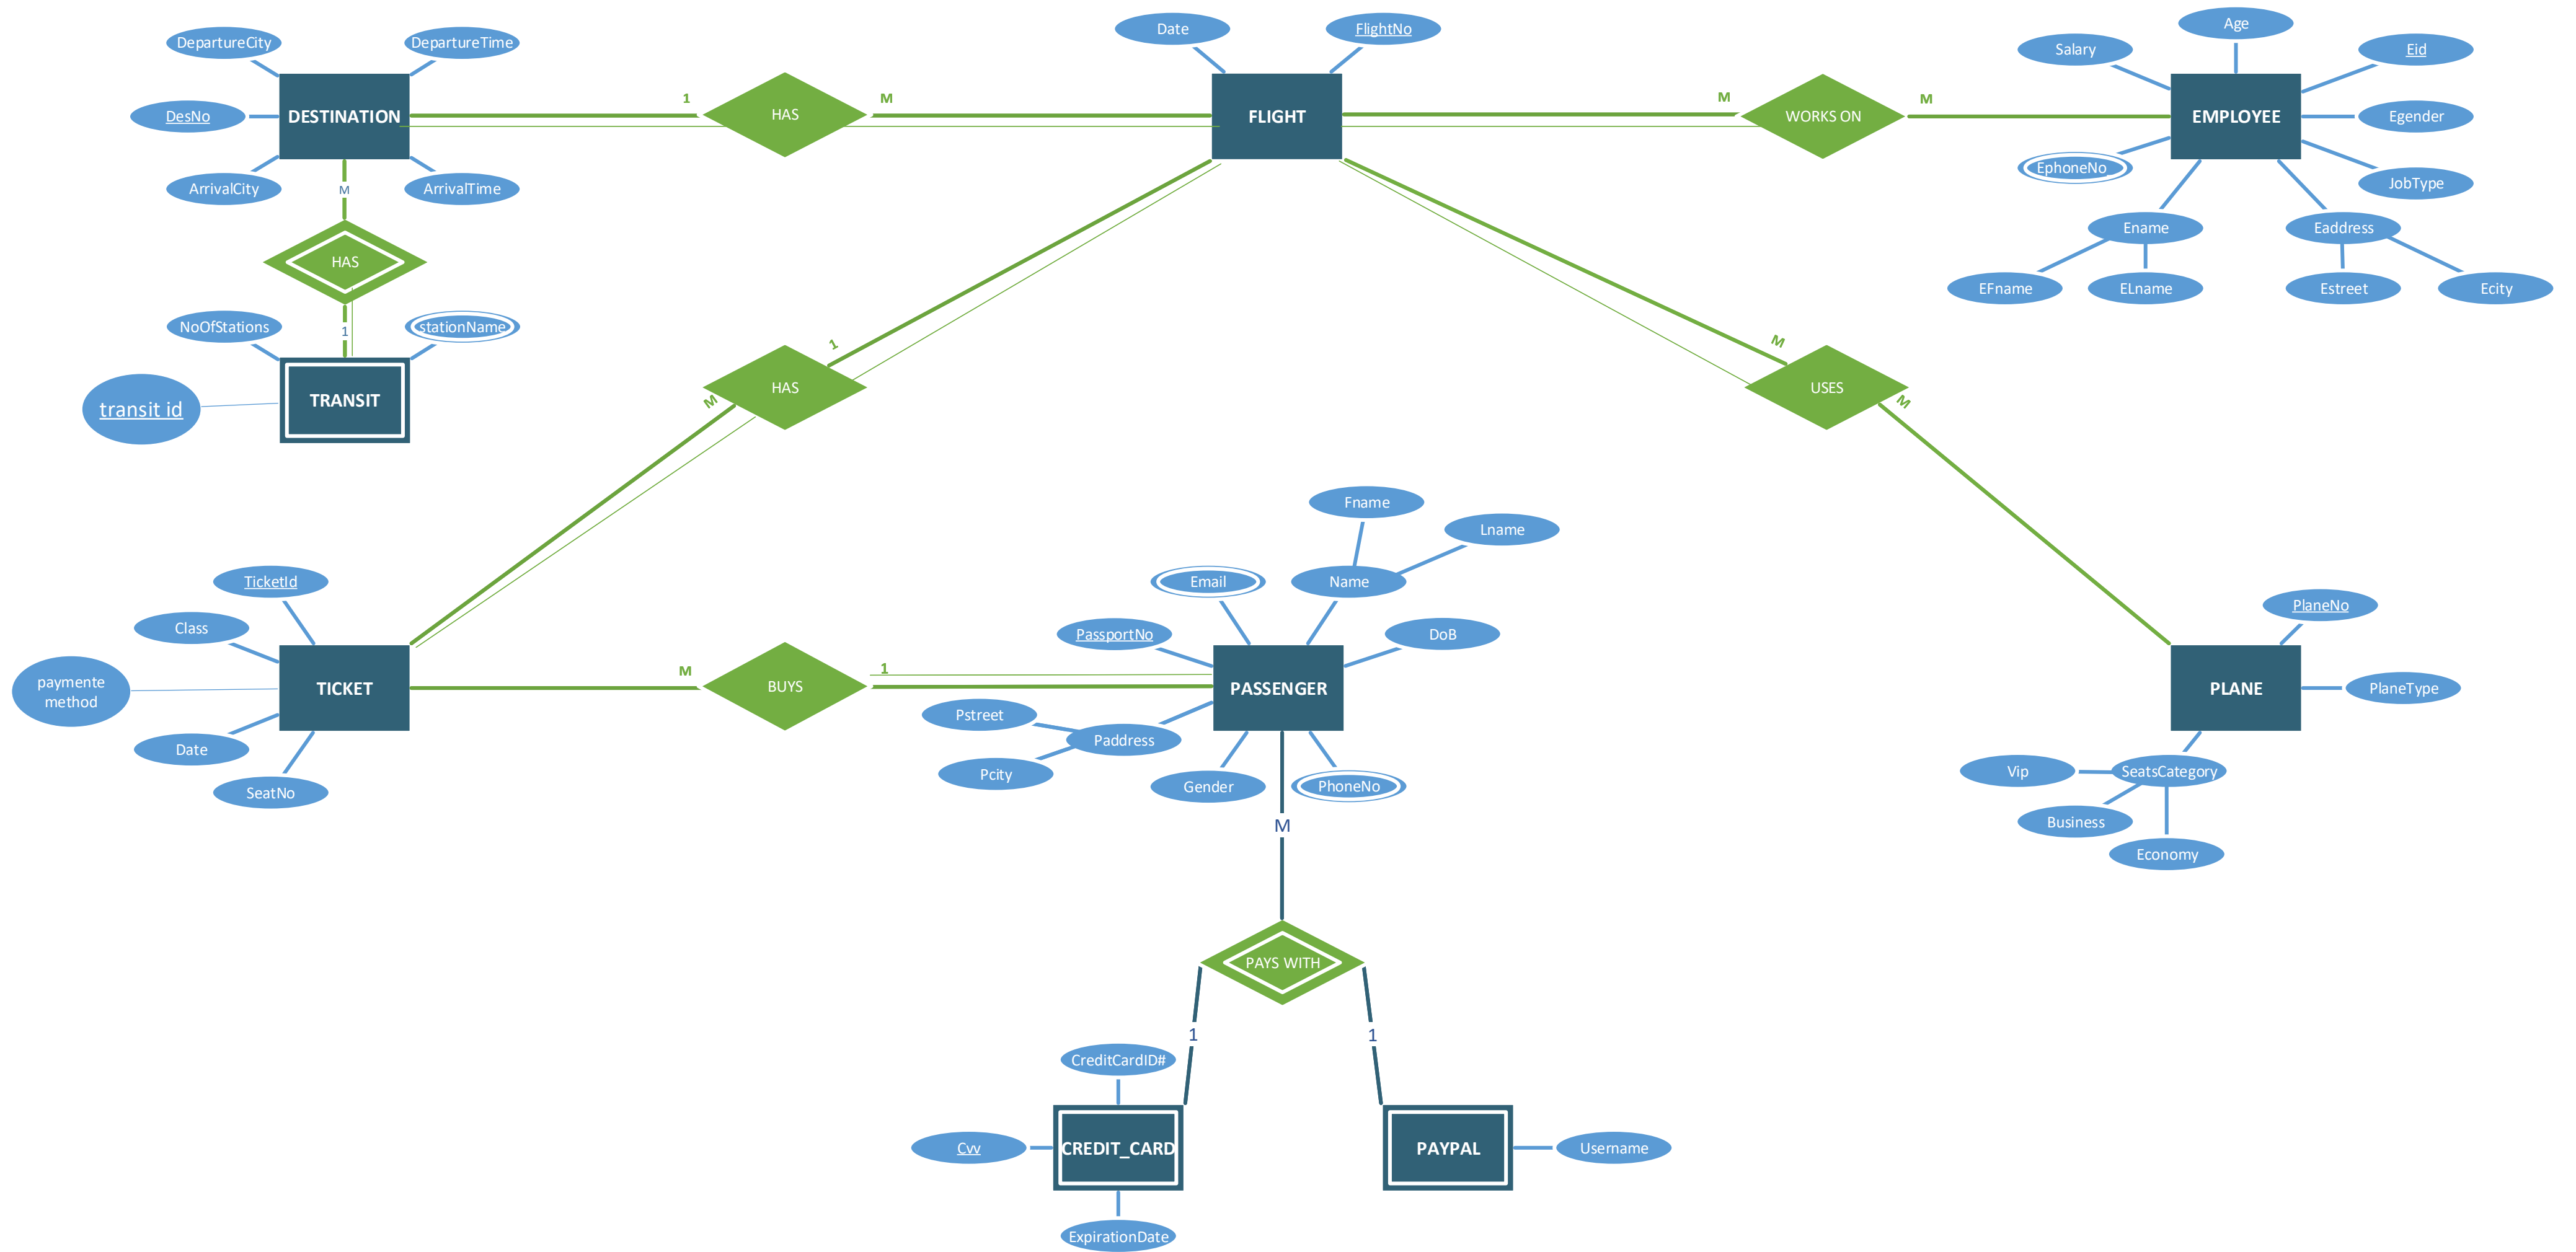 Age
Date
FlightNo
DepartureCity
DepartureTime
Salary
Eid
1
M
M
M
DesNo
DESTINATION
HAS
FLIGHT
WORKS ON
EMPLOYEE
Egender
EphoneNo
JobType
ArrivalCity
M
ArrivalTime
Ename
Eaddress
HAS
EFname
ELname
Estreet
Ecity
NoOfStations
1
stationName
1
M
HAS
USES
transit id
TRANSIT
M
M
Fname
Lname
TicketId
Email
Name
PlaneNo
Class
PassportNo
DoB
M
1
paymente
method
TICKET
BUYS
PASSENGER
PLANE
PlaneType
Pstreet
Paddress
Date
Pcity
Vip
SeatsCategory
SeatNo
Gender
PhoneNo
Business
M
Economy
PAYS WITH
1
1
CreditCardID#
Cvv
CREDIT_CARD
PAYPAL
Username
ExpirationDate